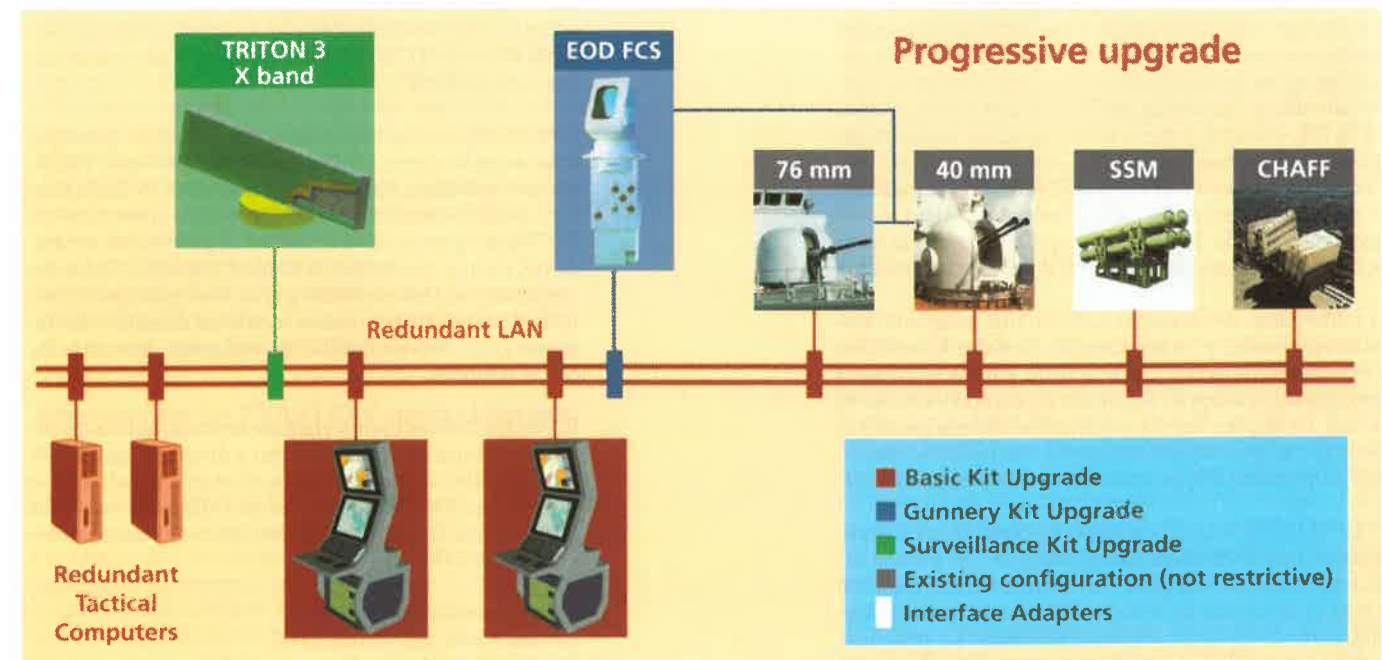 Progressive upgrade
TRITON 3
X band
EOD FCS
76 mm
40 mm
SSM
CHAFF
Redundant LAN
Redundant
Tactical
Computers
Basic Kit Upgrade
Gunnery Kit Upgrade
Surveillance Kit Upgrade
Existing configuration (not restrictive)
Interface Adapters